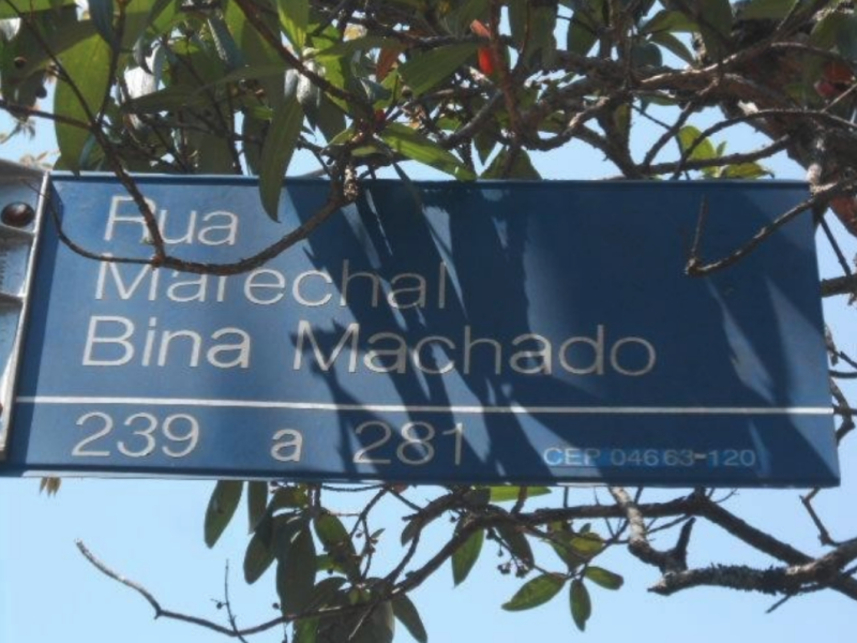 Rua
Marechal
Bina Machado
239 a 281 CEP 04663-120